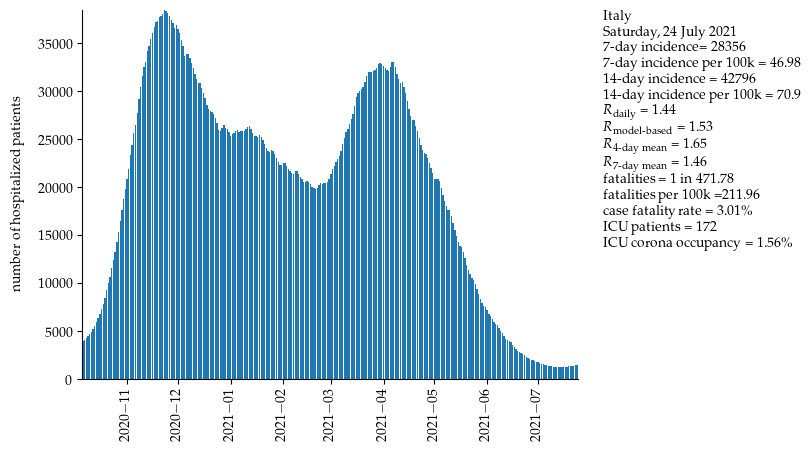 number of hospitalized patients
35000
30000
25000
20000
15000
10000
5000
0
2020−11
2020−12
2021−01
2021−02
2021−03
2021−04
2021−05
2021−06
2021−07
Italy
Saturday, 24 July 2021
7-day incidence= 28356
7-day incidence per 100k = 46.98
14-day incidence = 42796
14-day incidence per 100k = 70.9
Rdaily = 1.44
Rmodel-based = 1.53
R4-day mean = 1.65
R7-day mean = 1.46
fatalities = 1 in 471.78
fatalities per 100k =211.96
case fatality rate = 3.01%
ICU patients = 172
ICU corona occupancy = 1.56%